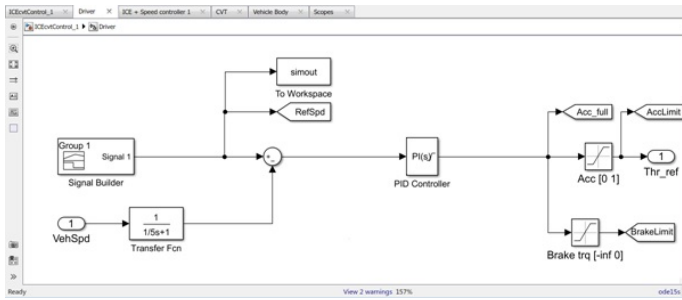 ICEcvtControl_1
Driver
ICE + Speed controller 1
CVT
Vehicle Body
Scopes
ICEcvtControl_1
Driver
simout
To Workspace
RefSpd
Group 1
Signal 1
Signal Builder
+
-
PI(s)
PID Controller
Acc_full
AccLimit
1
Thr_ref
Acc [0 1]
1
VehSpd
1
1/5s+1
Transfer Fcn
BrakeLimit
Brake trq [-inf 0]
Ready
View 2 warnings
157%
ode15s